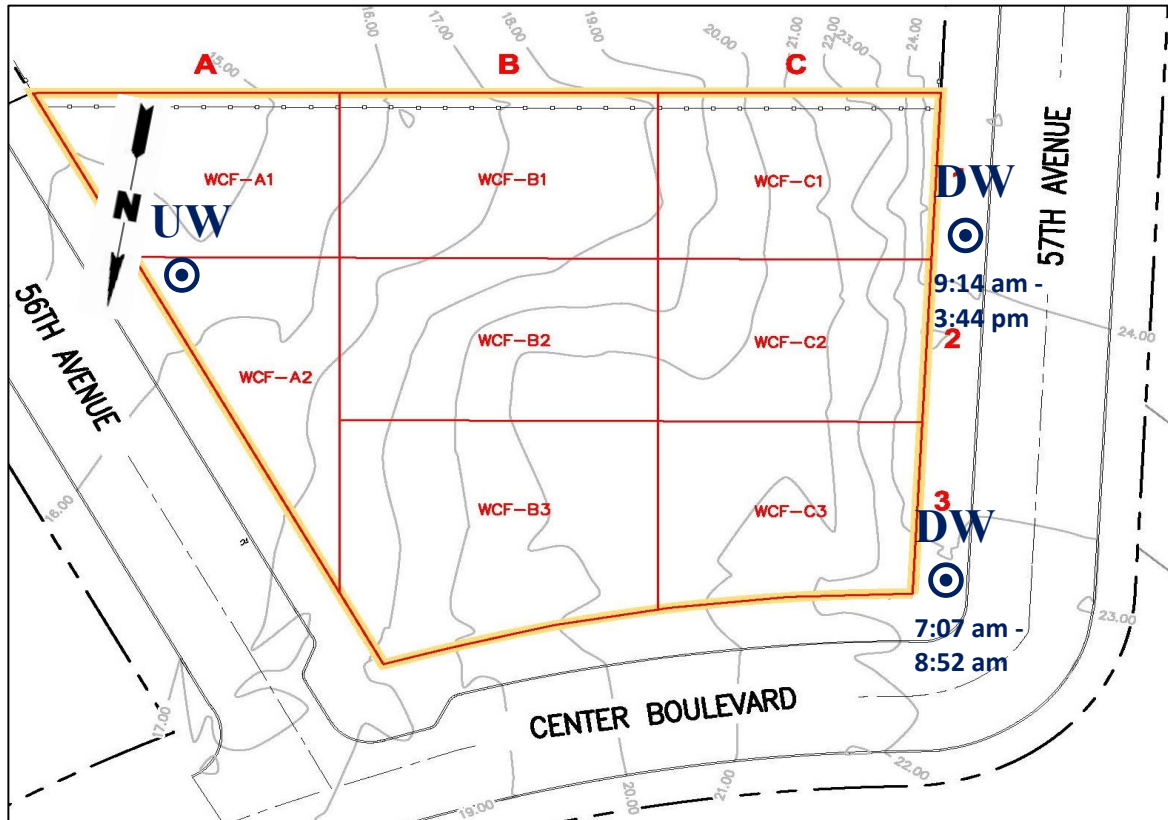 16.00
17.00
18.00
19.00
20.00
21.00
22.00
23.00
24.00
15.00
A
B
C
WCF-A1
WCF-B1
WCF-C1
1
DW
9:14 am -
3:44 pm
57TH AVENUE
N
UW
56TH AVENUE
WCF-A2
WCF-B2
WCF-C2
2
24.00
WCF-B3
WCF-C3
3
DW
7:07 am -
8:52 am
16.00
23.00
17.00
CENTER BOULEVARD
19.00
20.00
21.00
22.00